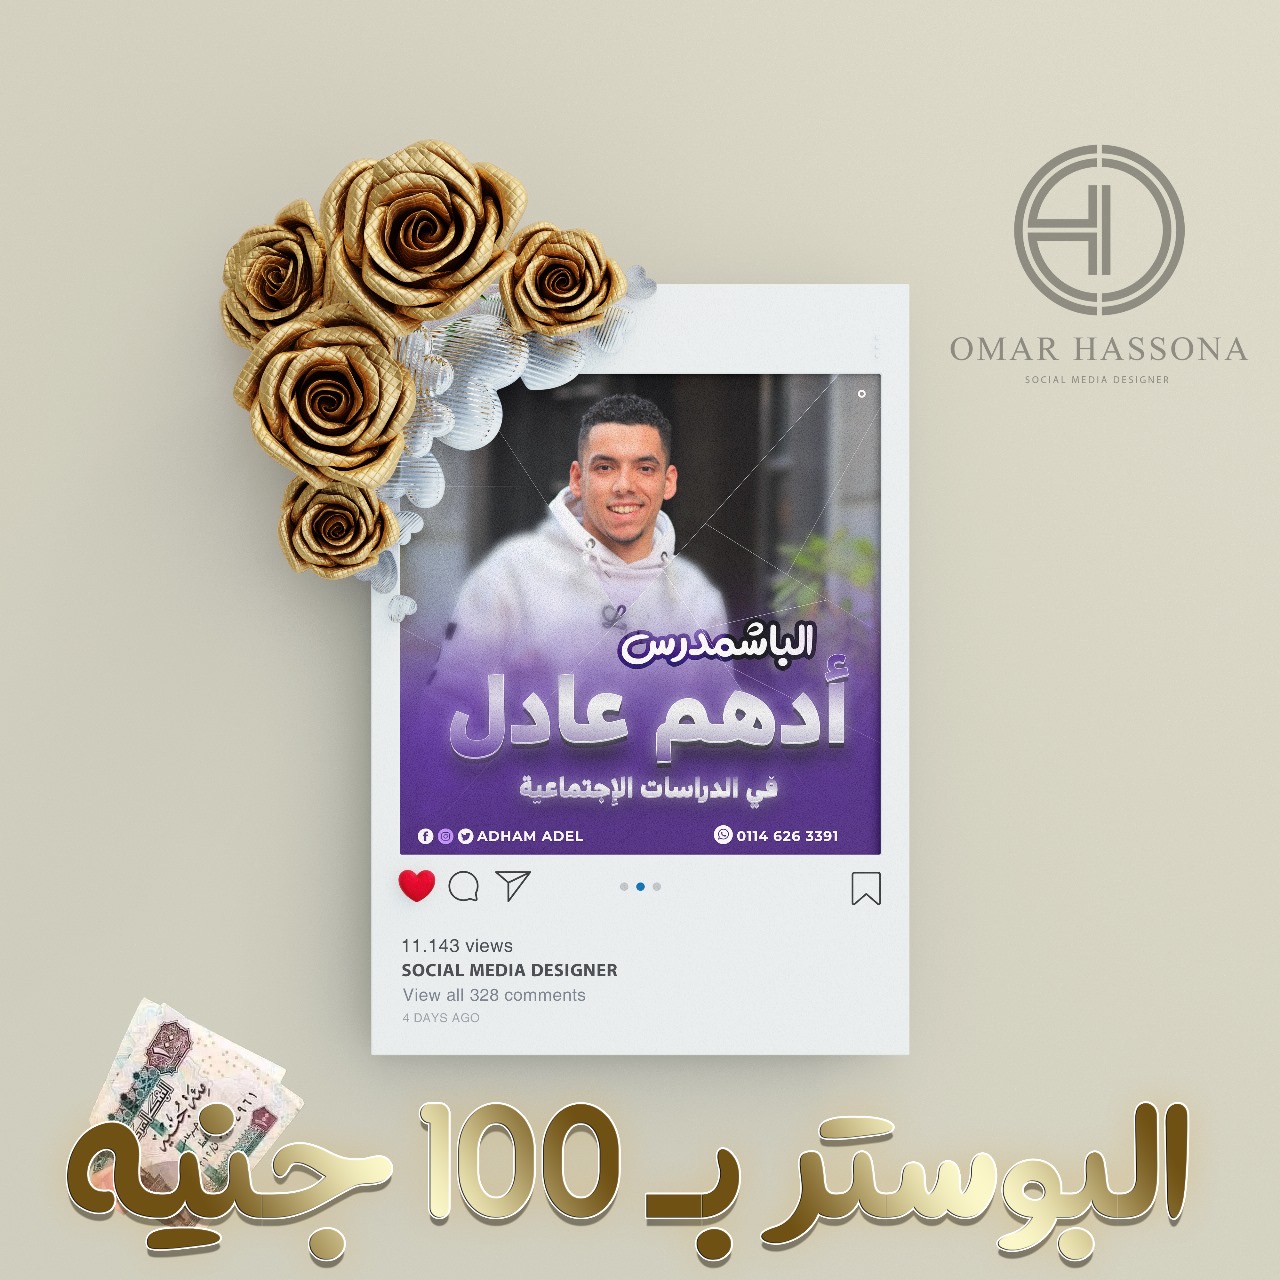 OMAR HASSONA
SOCIAL MEDIA DESIGNER
الباشمدرس
أدهم عادل
في الدراسات الإجتماعية
ADHAM ADEL
0114 626 3391
11.143 views
SOCIAL MEDIA DESIGNER
View all 328 comments
4 DAYS AGO
البوستر بـ 100 جنيه